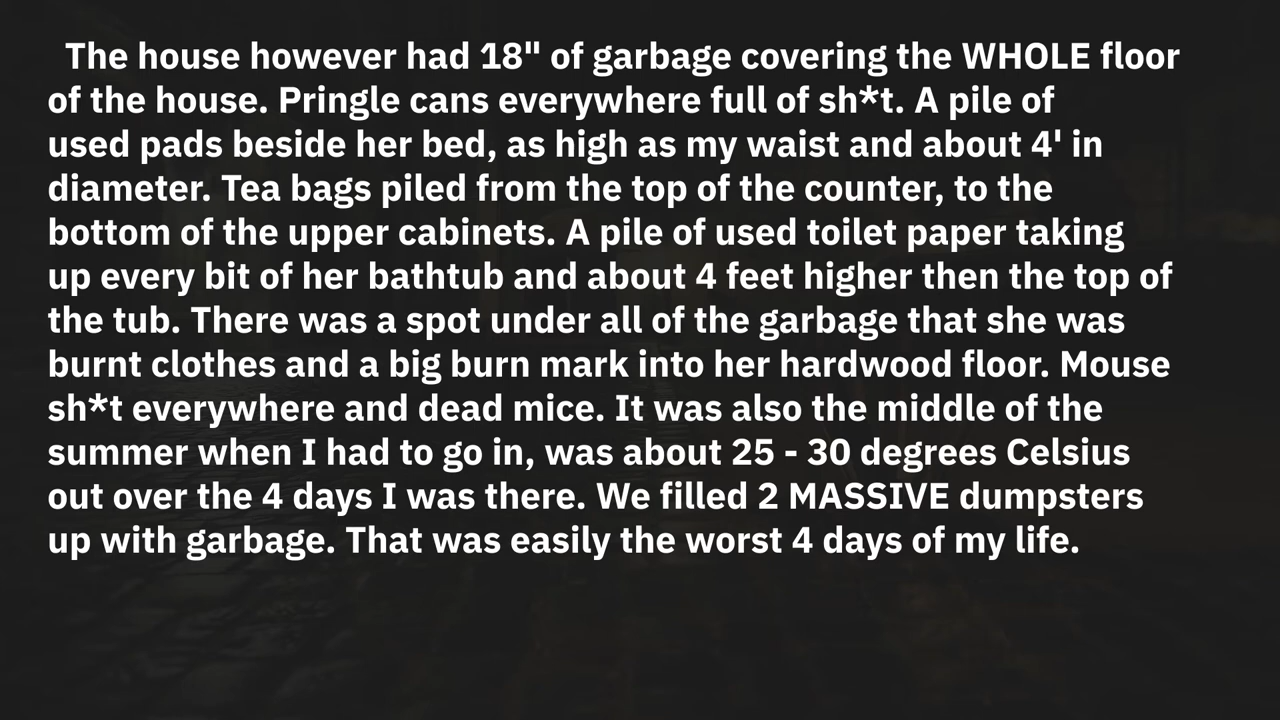 The house however had 18" of garbage covering the WHOLE floor
of the house. Pringle cans everywhere full of sh*t. A pile of
used pads beside her bed, as high as my waist and about 4' in
diameter. Tea bags piled from the top of the counter, to the
bottom of the upper cabinets. A pile of used toilet paper taking
up every bit of her bathtub and about 4 feet higher then the top of
the tub. There was a spot under all of the garbage that she was
burnt clothes and a big burn mark into her hardwood floor. Mouse
sh*t everywhere and dead mice. It was also the middle of the
summer when I had to go in, was about 25 - 30 degrees Celsius
out over the 4 days I was there. We filled 2 MASSIVE dumpsters
up with garbage. That was easily the worst 4 days of my life.